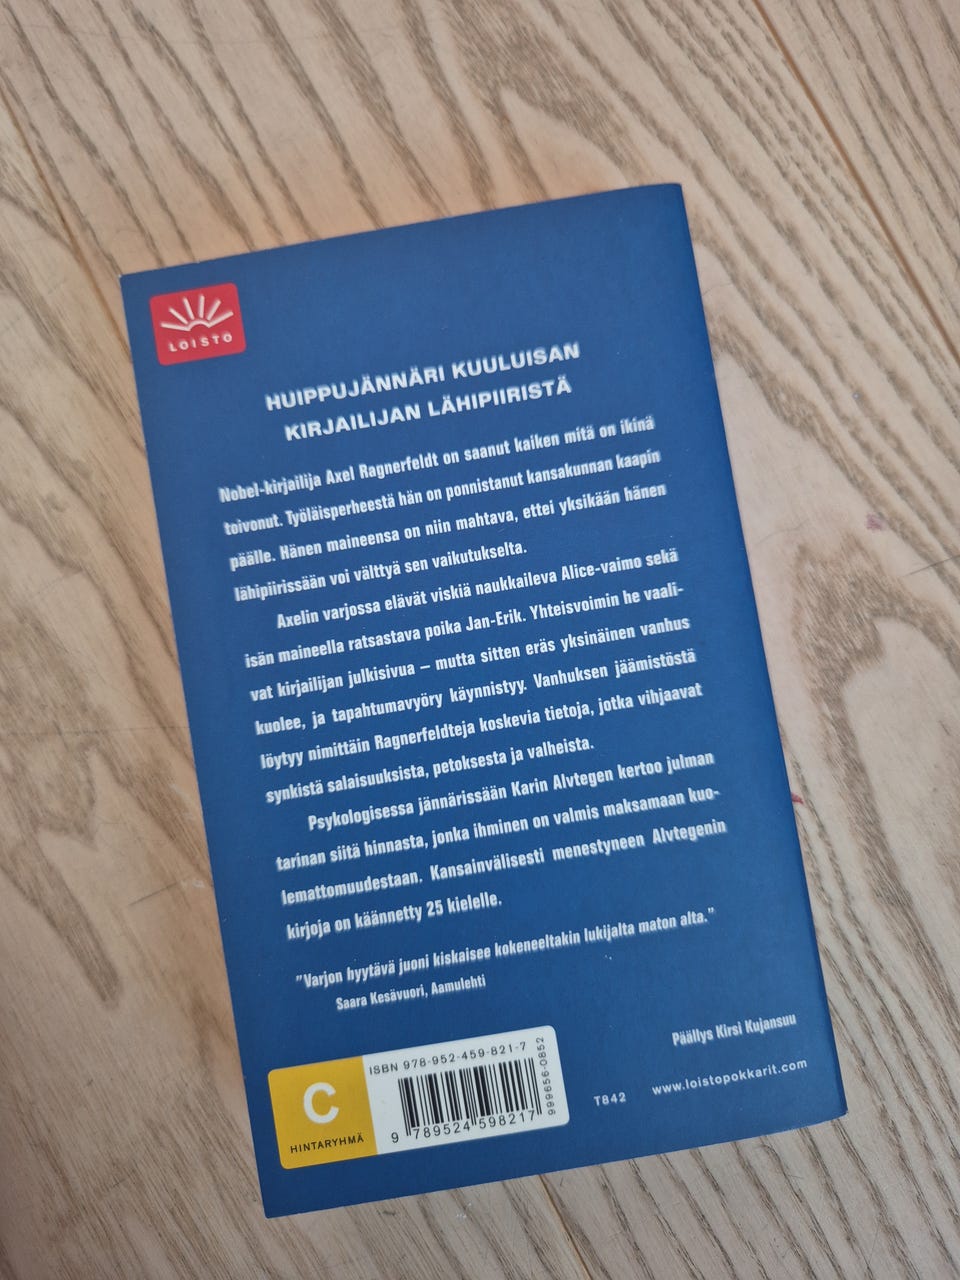 LOISTO
HUIPPUJÄNNÄRI KUULUISAN
KIRJAILIJAN LÄHIPIIRISTÄ
Nobel-kirjailija Axel Ragnerfeldt on saanut kaiken mitä on ikinä
toivonut. Työläisperheestä hän on ponnistanut kansakunnan kaapin
päälle. Hänen maineensa on niin mahtava, ettei yksikään hänen
lähipiirissään voi välttyä sen vaikutukselta.
Axelin varjossa elävät viskiä naukkaileva Alice-vaimo sekä
isän maineella ratsastava poika Jan-Erik. Yhteisvoimin he vaali-
vat kirjailijan julkisivua – mutta sitten eräs yksinäinen vanhus
kuolee, ja tapahtumavyöry käynnistyy. Vanhuksen jäämistöstä
löytyy nimittäin Ragnerfeldteja koskevia tietoja, jotka vihjaavat
synkistä salaisuuksista, petoksesta ja valheista.
Psykologisessa jännärissään Karin Alvtegen kertoo julman
tarinan siitä hinnasta, jonka ihminen on valmis maksamaan kuo-
lemattomuudestaan. Kansainvälisesti menestyneen Alvtegenin
kirjoja on käännetty 25 kielelle.
"Varjon hyytävä juoni kiskaisee kokeneeltakin lukijalta maton alta."
Saara Kesävuori, Aamulehti
Päällys Kirsi Kujansuu
T842 www.loistopokkarit.com
C
HINTARYHMÄ
ISBN 978-952-459-821-7
9 789524 598217
999656-0852